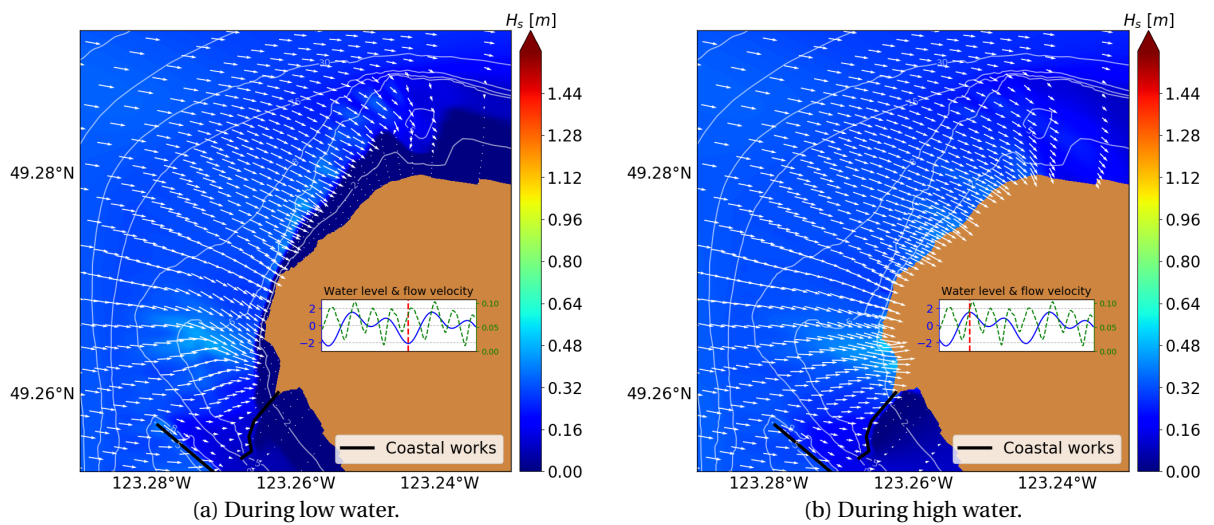 H_s [m]
1.44
1.28
1.12
0.96
0.80
0.64
0.48
0.32
0.16
0.00
49.28°N
49.26°N
123.28°W
123.26°W
123.24°W
30
Water level & flow velocity
2
0
−2
0.10
0.05
0.00
Coastal works
(a) During low water.
H_s [m]
1.44
1.28
1.12
0.96
0.80
0.64
0.48
0.32
0.16
0.00
49.28°N
49.26°N
123.28°W
123.26°W
123.24°W
30
Water level & flow velocity
2
0
−2
0.10
0.05
0.00
Coastal works
(b) During high water.